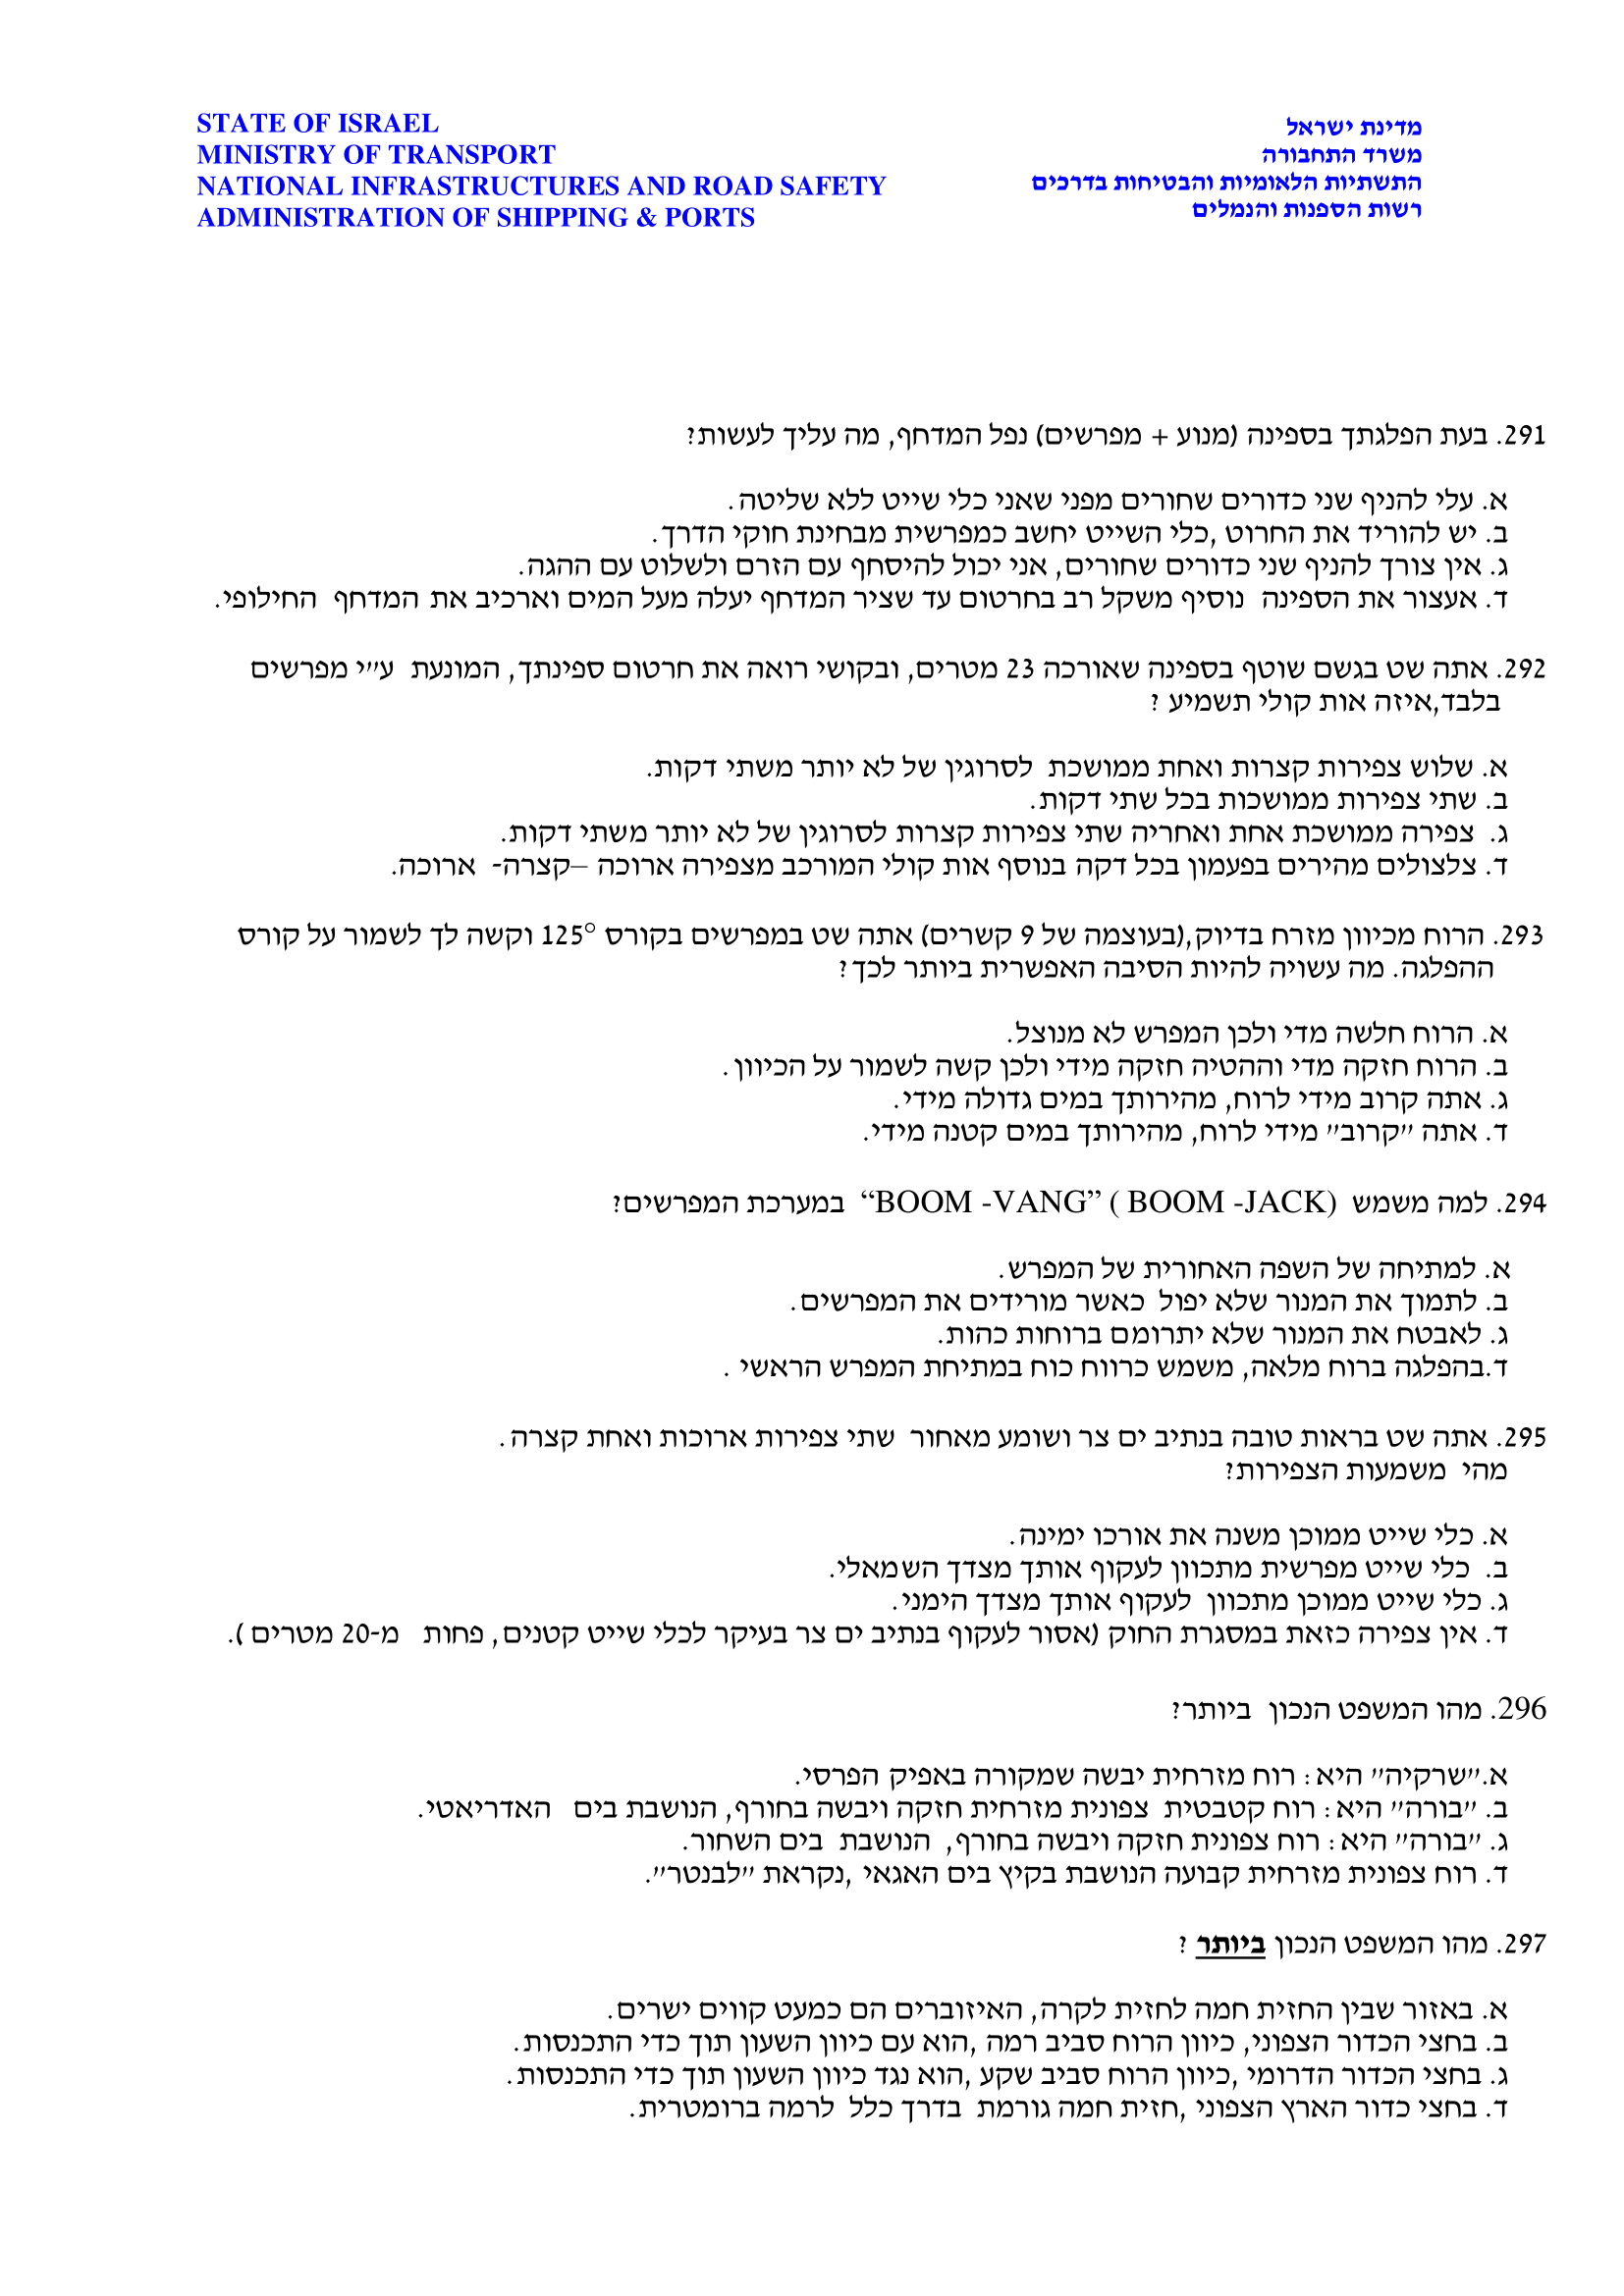 STATE OF ISRAEL
MINISTRY OF TRANSPORT
NATIONAL INFRASTRUCTURES AND ROAD SAFETY
ADMINISTRATION OF SHIPPING & PORTS
מדינת ישראל
משרד התחבורה
התשתיות הלאומיות והבטיחות בדרכים
רשות הספנות והנמלים
291. בעת הפלגתך בספינה (מנוע + מפרשים) נפל המדחף, מה עליך לעשות?
א. עלי להניף שני כדורים שחורים מפני שאני כלי שייט ללא שליטה.
ב. יש להוריד את החרוט ,כלי השייט יחשב כמפרשית מבחינת חוקי הדרך.
ג. אין צורך להניף שני כדורים שחורים, אני יכול להיסחף עם הזרם ולשלוט עם ההגה.
ד. אעצור את הספינה נוסיף משקל רב בחרטום עד שציר המדחף יעלה מעל המים וארכיב את המדחף החילופי.
292. אתה שט בגשם שוטף בספינה שאורכה 23 מטרים, ובקושי רואה את חרטום ספינתך, המונעת ע״י מפרשים
בלבד,איזה אות קולי תשמיע ?
א. שלוש צפירות קצרות ואחת ממושכת לסרוגין של לא יותר משתי דקות.
ב. שתי צפירות ממושכות בכל שתי דקות.
ג. צפירה ממושכת אחת ואחריה שתי צפירות קצרות לסרוגין של לא יותר משתי דקות.
ד. צלצולים מהירים בפעמון בכל דקה בנוסף אות קולי המורכב מצפירה ארוכה –קצרה- ארוכה.
293. הרוח מכיוון מזרח בדיוק,(בעוצמה של 9 קשרים) אתה שט במפרשים בקורס 125° וקשה לך לשמור על קורס
ההפלגה. מה עשויה להיות הסיבה האפשרית ביותר לכך?
א. הרוח חלשה מדי ולכן המפרש לא מנוצל.
ב. הרוח חזקה מדי וההטיה חזקה מידי ולכן קשה לשמור על הכיוון.
ג. אתה קרוב מידי לרוח, מהירותך במים גדולה מידי.
ד. אתה ״קרוב״ מידי לרוח, מהירותך במים קטנה מידי.
294. למה משמש “BOOM -VANG” ( BOOM -JACK) במערכת המפרשים?
א. למתיחה של השפה האחורית של המפרש.
ב. לתמוך את המנור שלא יפול כאשר מורידים את המפרשים.
ג. לאבטח את המנור שלא יתרומם ברוחות כהות.
ד.בהפלגה ברוח מלאה, משמש כרווח כוח במתיחת המפרש הראשי .
295. אתה שט בראות טובה בנתיב ים צר ושומע מאחור שתי צפירות ארוכות ואחת קצרה.
מהי משמעות הצפירות?
א. כלי שייט ממוכן משנה את אורכו ימינה.
ב. כלי שייט מפרשית מתכוון לעקוף אותך מצדך השמאלי.
ג. כלי שייט ממוכן מתכוון לעקוף אותך מצדך הימני.
ד. אין צפירה כזאת במסגרת החוק (אסור לעקוף בנתיב ים צר בעיקר לכלי שייט קטנים, פחות מ-20 מטרים ).
296. מהו המשפט הנכון ביותר?
א.״שרקיה״ היא: רוח מזרחית יבשה שמקורה באפיק הפרסי.
ב. ״בורה״ היא: רוח קטבטית צפונית מזרחית חזקה ויבשה בחורף, הנושבת בים האדריאטי.
ג. ״בורה״ היא: רוח צפונית חזקה ויבשה בחורף, הנושבת בים השחור.
ד. רוח צפונית מזרחית קבועה הנושבת בקיץ בים האגאי ,נקראת ״לבנטר״.
297. מהו המשפט הנכון ביותר ?
א. באזור שבין החזית חמה לחזית לקרה, האיזוברים הם כמעט קווים ישרים.
ב. בחצי הכדור הצפוני, כיוון הרוח סביב רמה ,הוא עם כיוון השעון תוך כדי התכנסות.
ג. בחצי הכדור הדרומי ,כיוון הרוח סביב שקע ,הוא נגד כיוון השעון תוך כדי התכנסות.
ד. בחצי כדור הארץ הצפוני ,חזית חמה גורמת בדרך כלל לרמה ברומטרית.